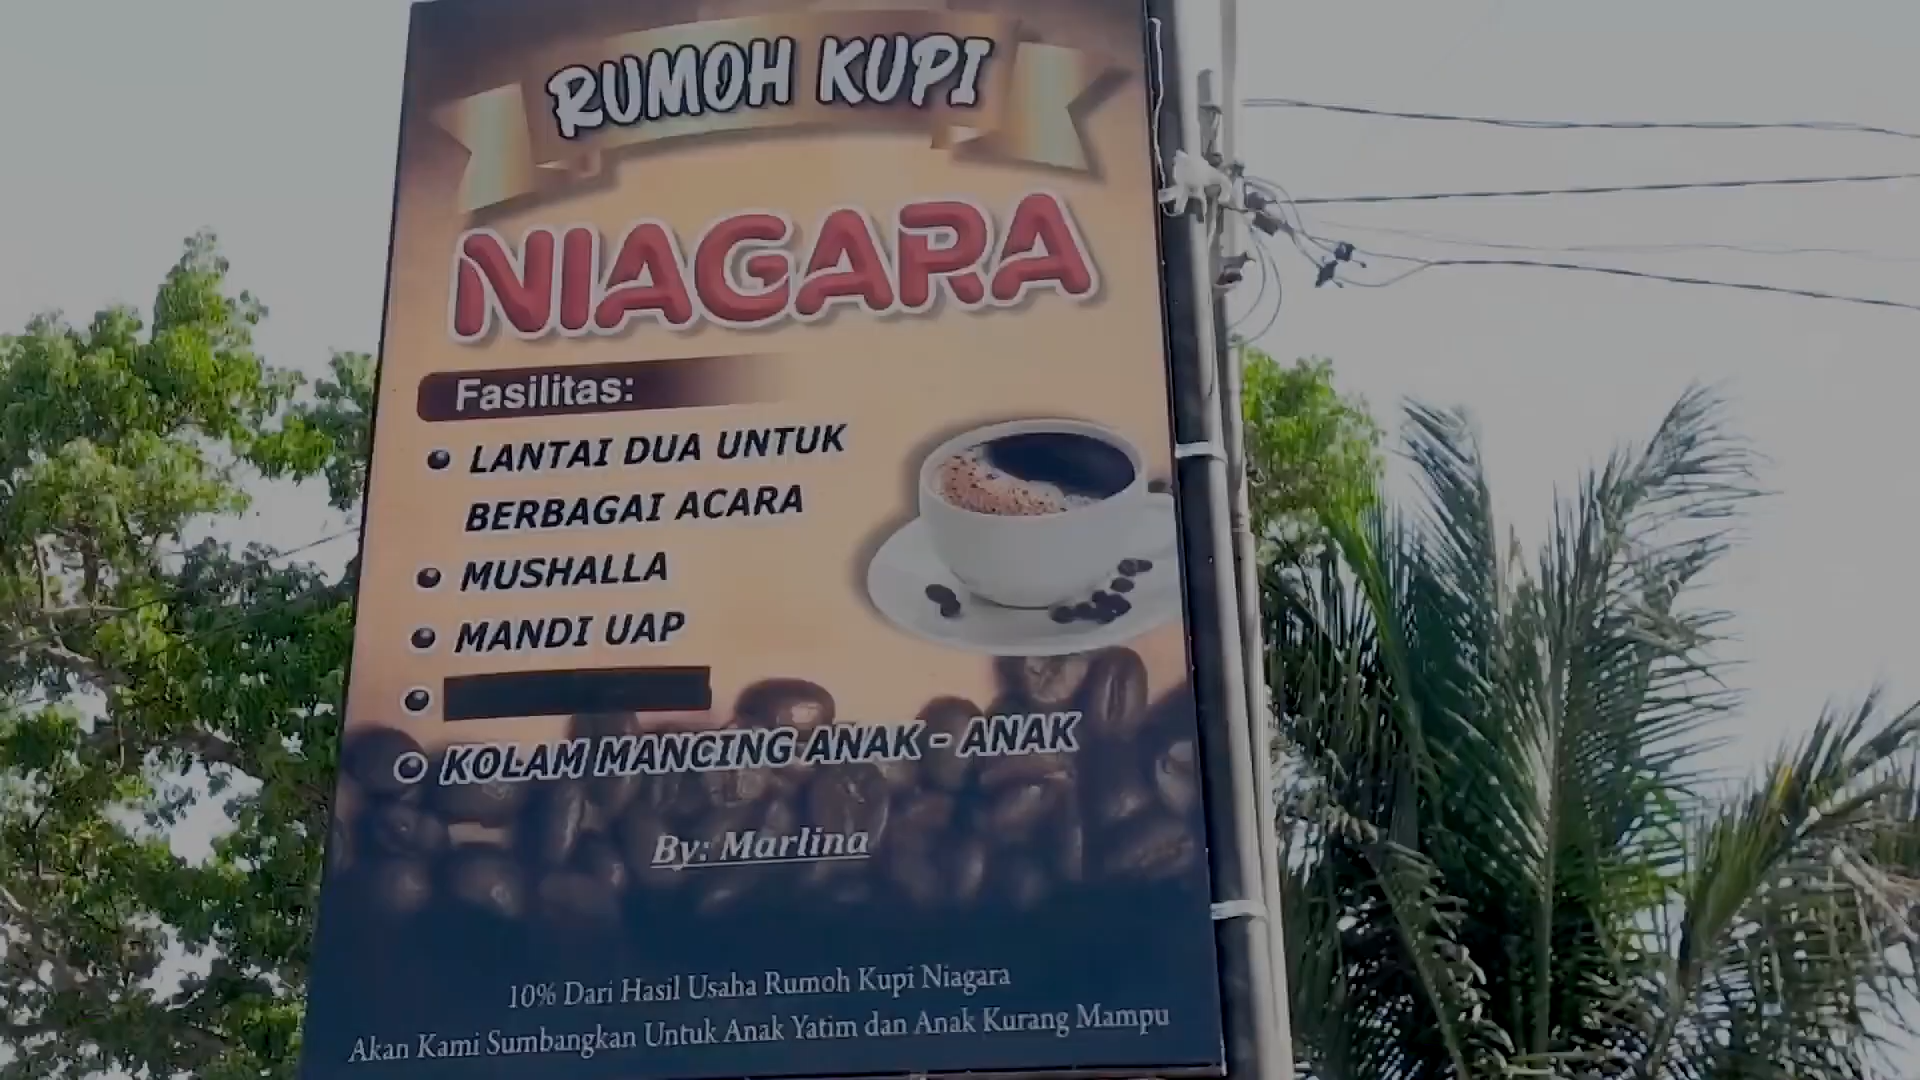 RUMOH KUPI
NIAGARA
Fasilitas:
LANTAI DUA UNTUK
BERBAGAI ACARA
MUSHALLA
MANDI UAP
KOLAM MANCING ANAK - ANAK
By: Marlina
10% Dari Hasil Usaha Rumoh Kupi Niagara
Akan Kami Sumbangkan Untuk Anak Yatim dan Anak Kurang Mampu